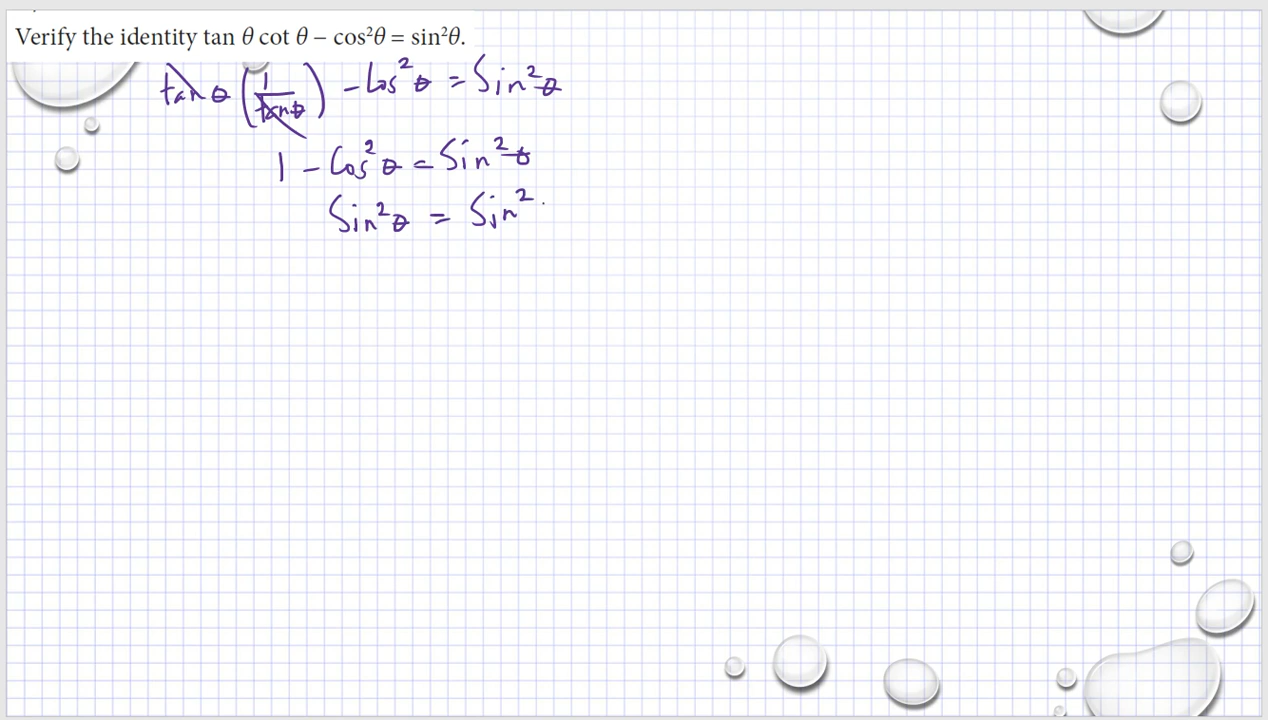 Verify the identity tan θ cot θ – cos²θ = sin²θ.
tan θ (1/tan θ) – Cos²θ = Sin²θ
1 – Cos²θ = Sin²θ
Sin²θ = Sin²